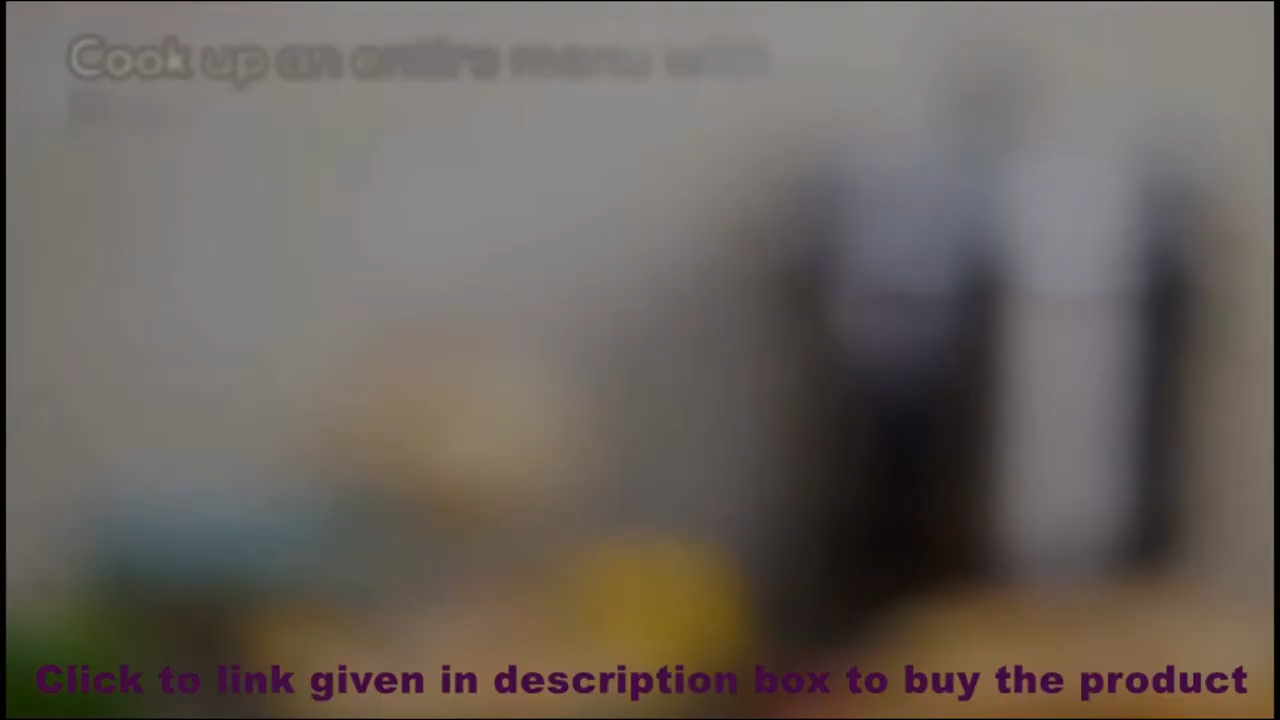 Cook up an entire menu with
Click to link given in description box to buy the product